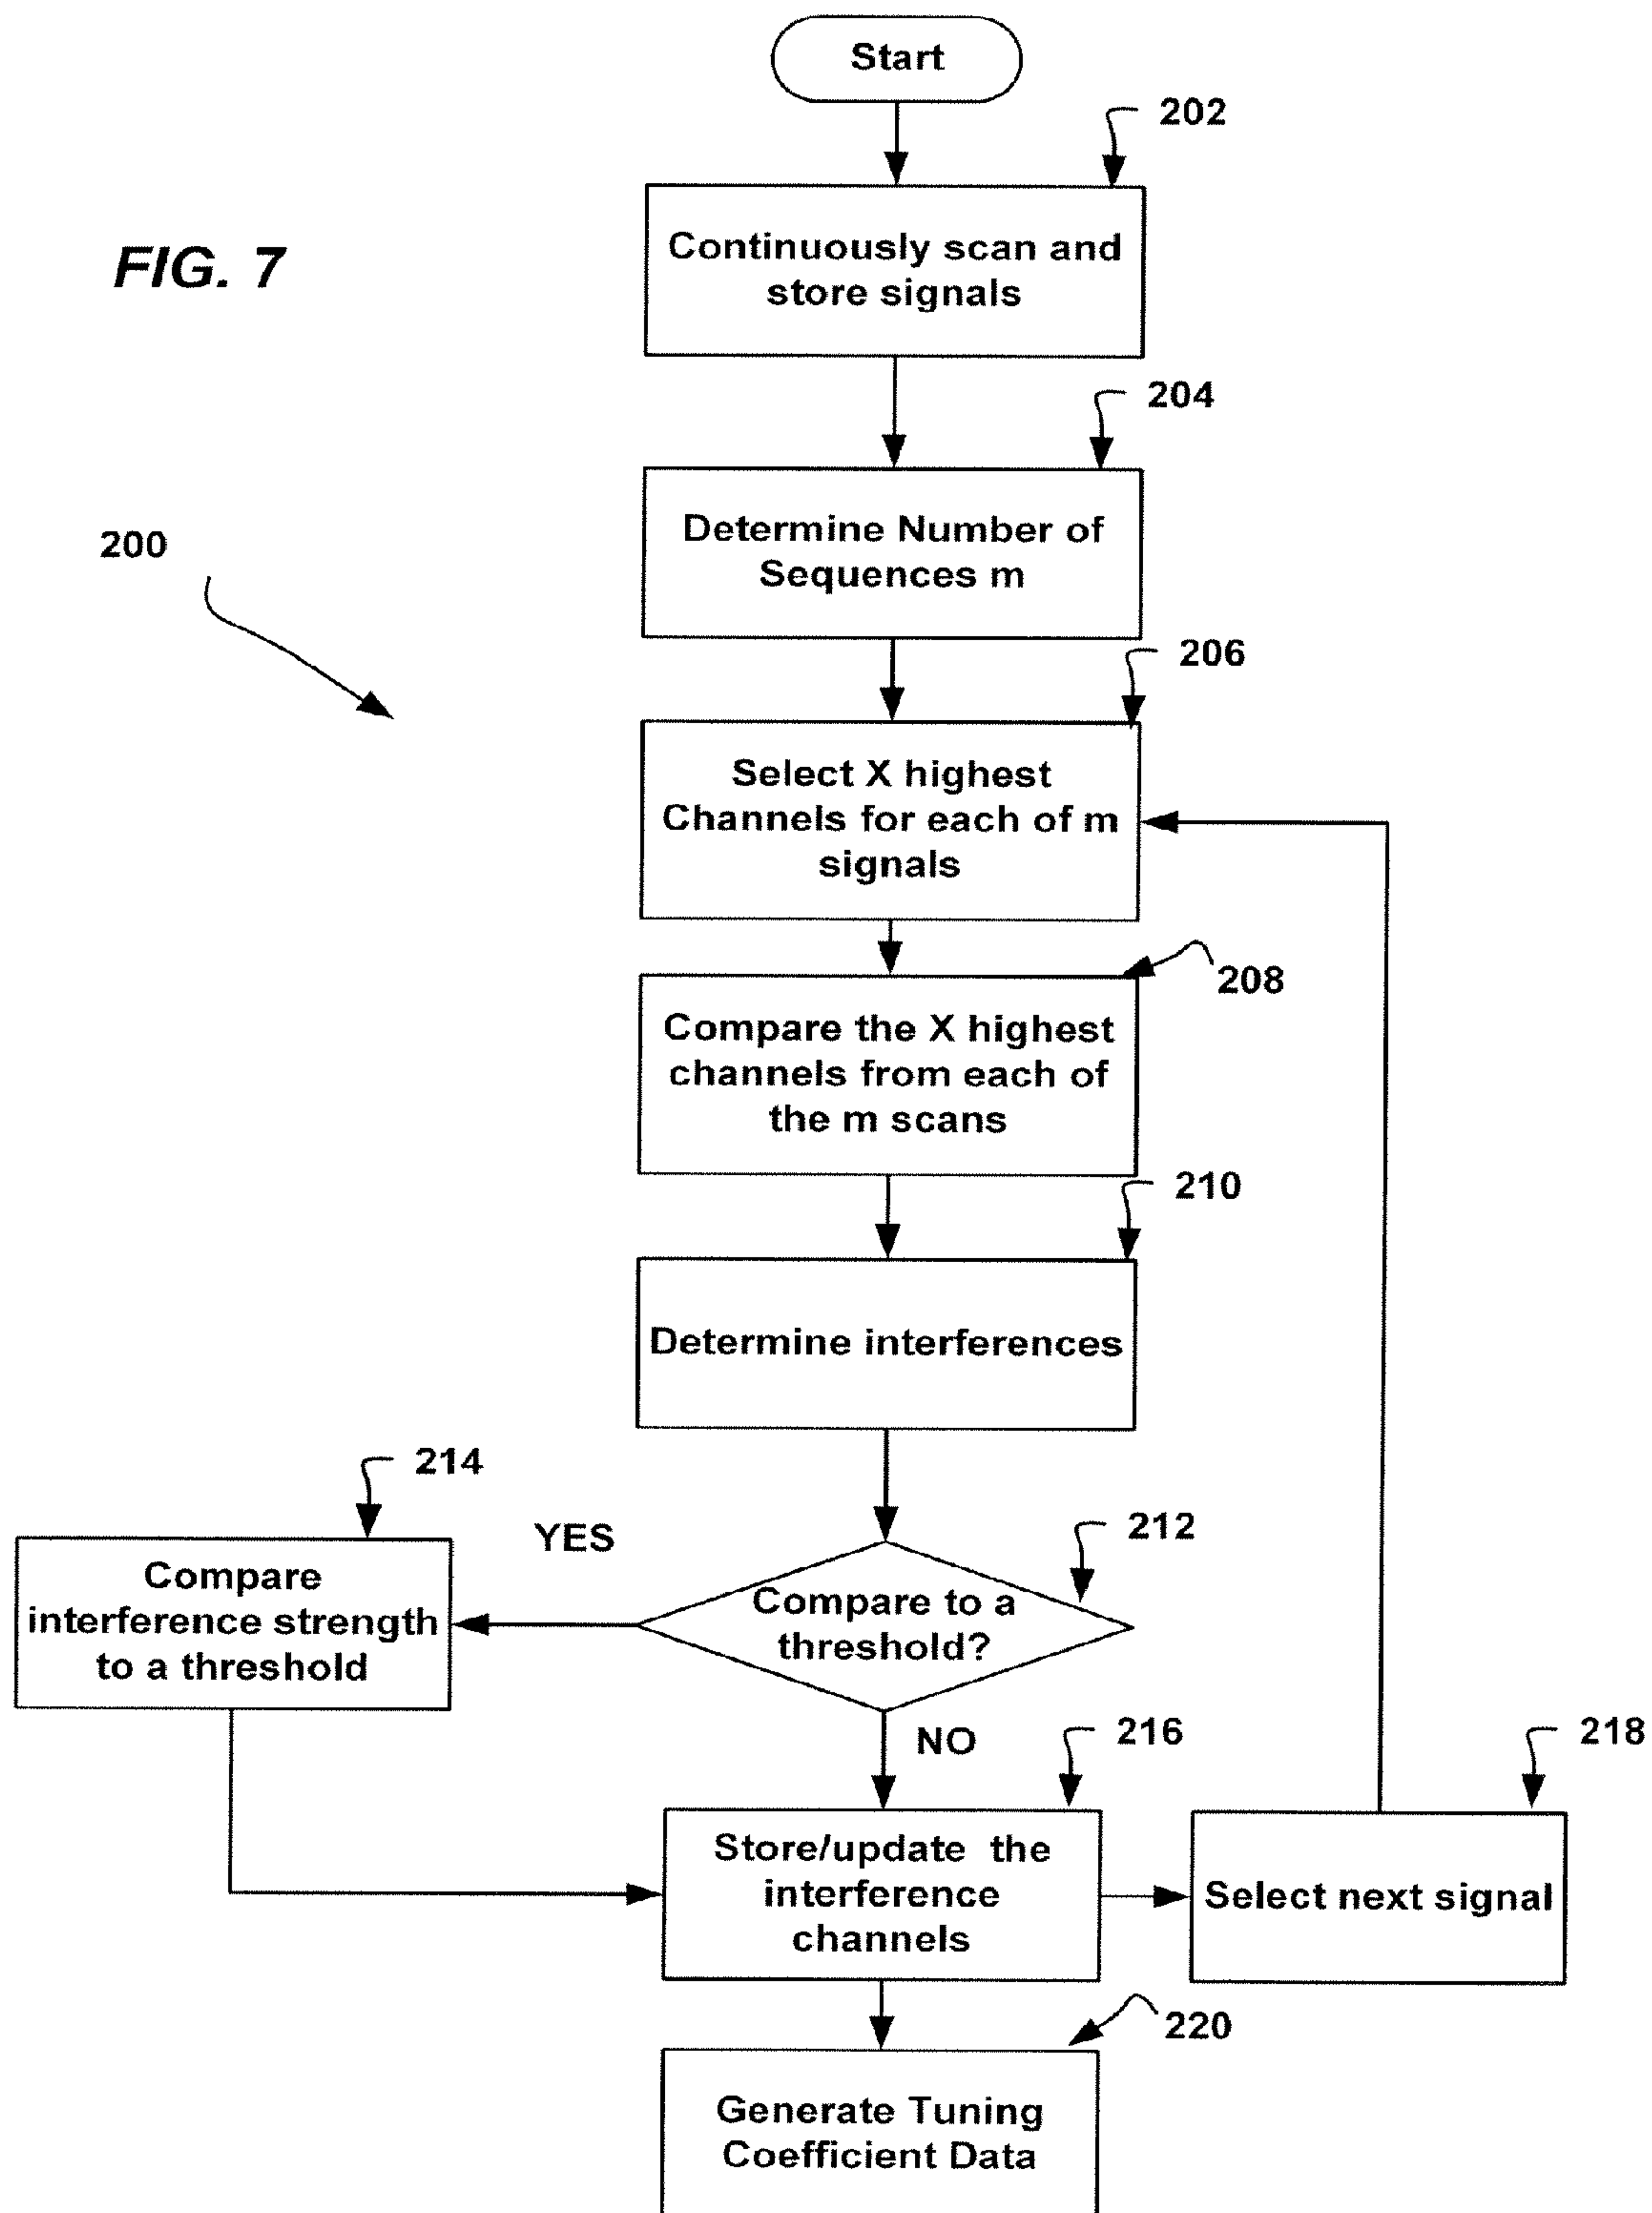 Start
202
FIG. 7
Continuously scan and
store signals
204
200
Determine Number of
Sequences m
206
Select X highest
Channels for each of m
signals
208
Compare the X highest
channels from each of
the m scans
210
Determine interferences
214
YES
212
Compare
interference strength
to a threshold
Compare to a
threshold?
NO
216
218
Store/update the
interference
channels
Select next signal
220
Generate Tuning
Coefficient Data